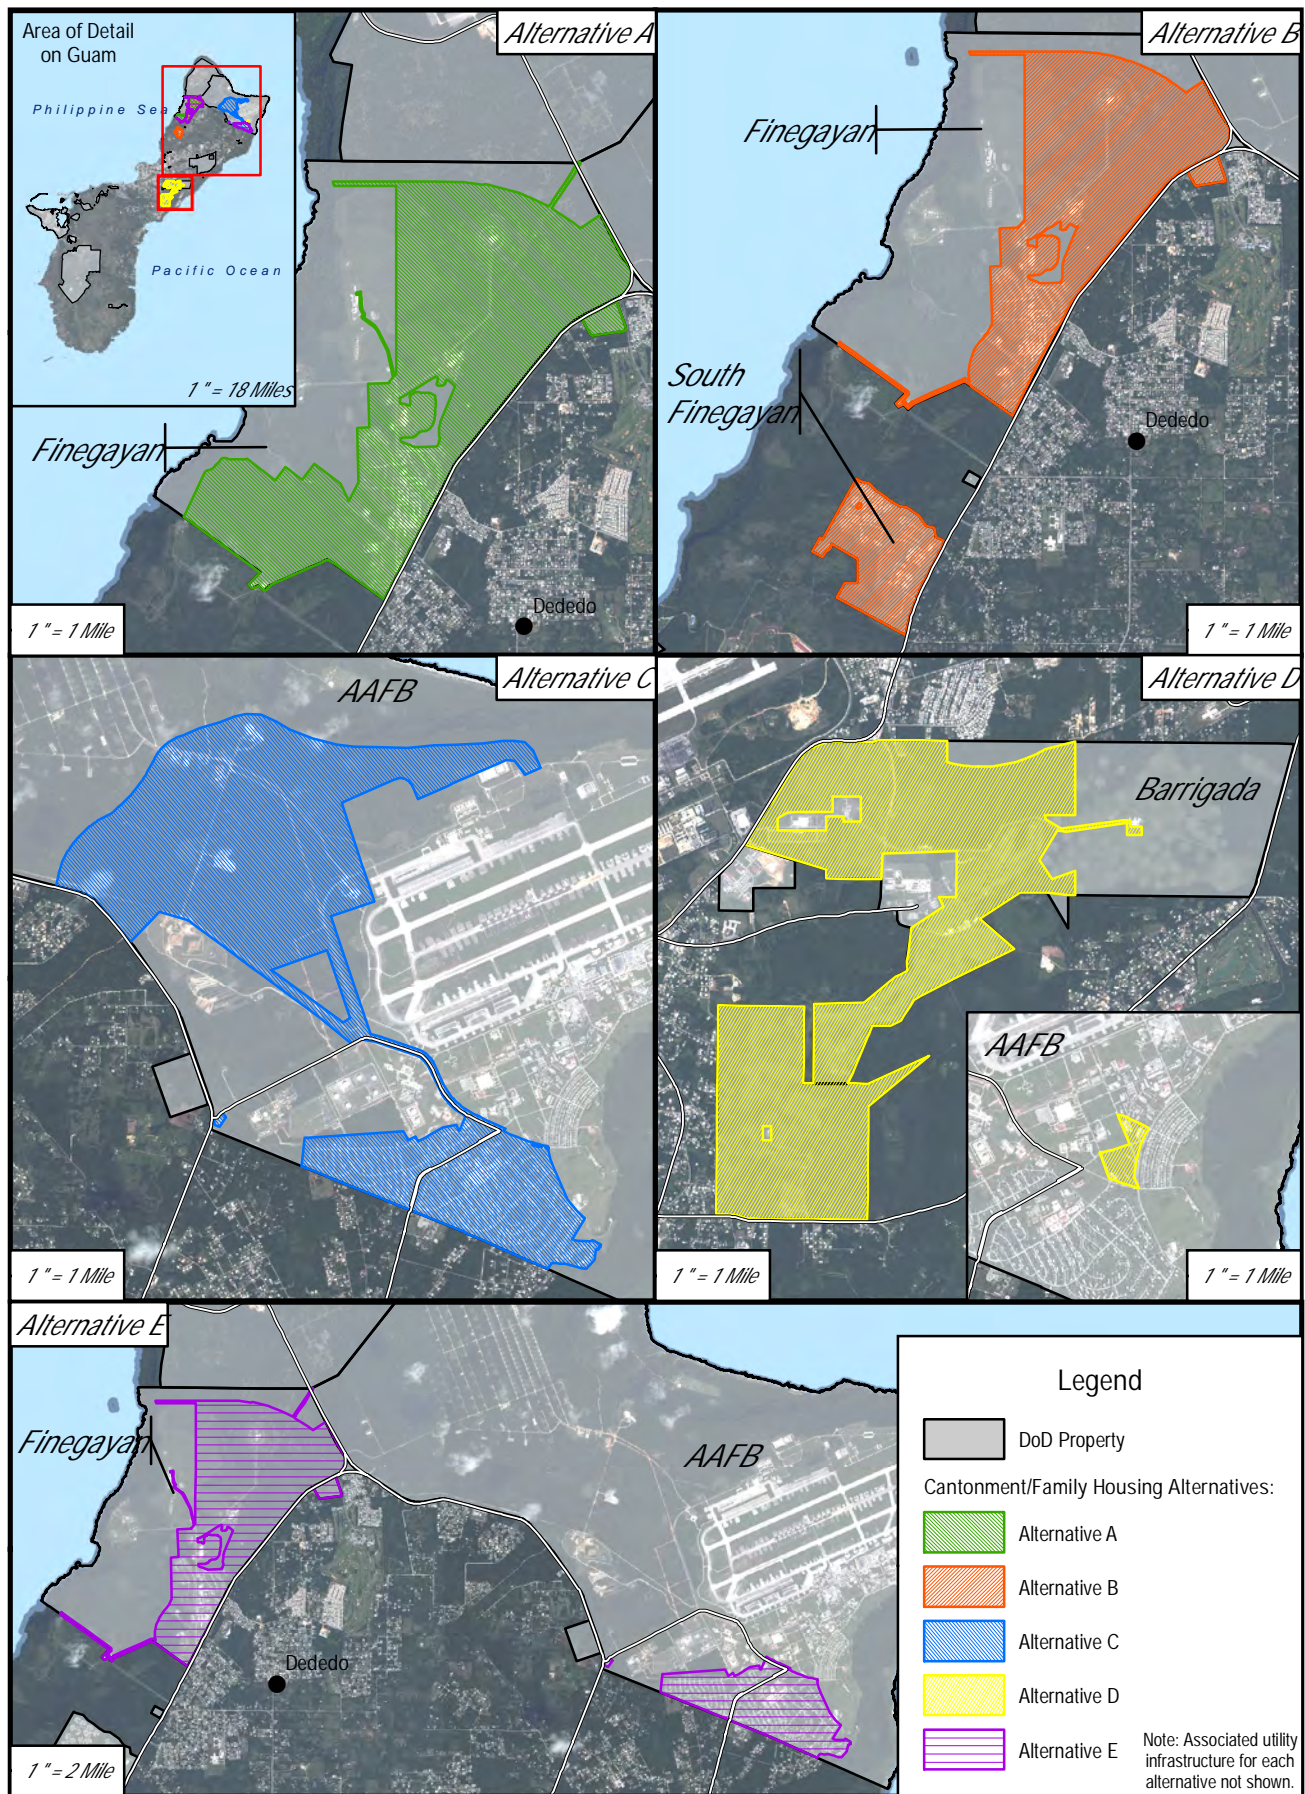 Area of Detail
on Guam
Philippine Sea
Pacific Ocean
1 " = 18 Miles
Alternative A
Finegayan
Dededo
1 " = 1 Mile
Alternative B
Finegayan
South
Finegayan
Dededo
1 " = 1 Mile
AAFB
Alternative C
1 " = 1 Mile
Alternative D
Barrigada
AAFB
1 " = 1 Mile
1 " = 1 Mile
Alternative E
Finegayan
AAFB
Dededo
1 " = 2 Mile
Legend
DoD Property
Cantonment/Family Housing Alternatives:
Alternative A
Alternative B
Alternative C
Alternative D
Alternative E
Note: Associated utility
infrastructure for each
alternative not shown.